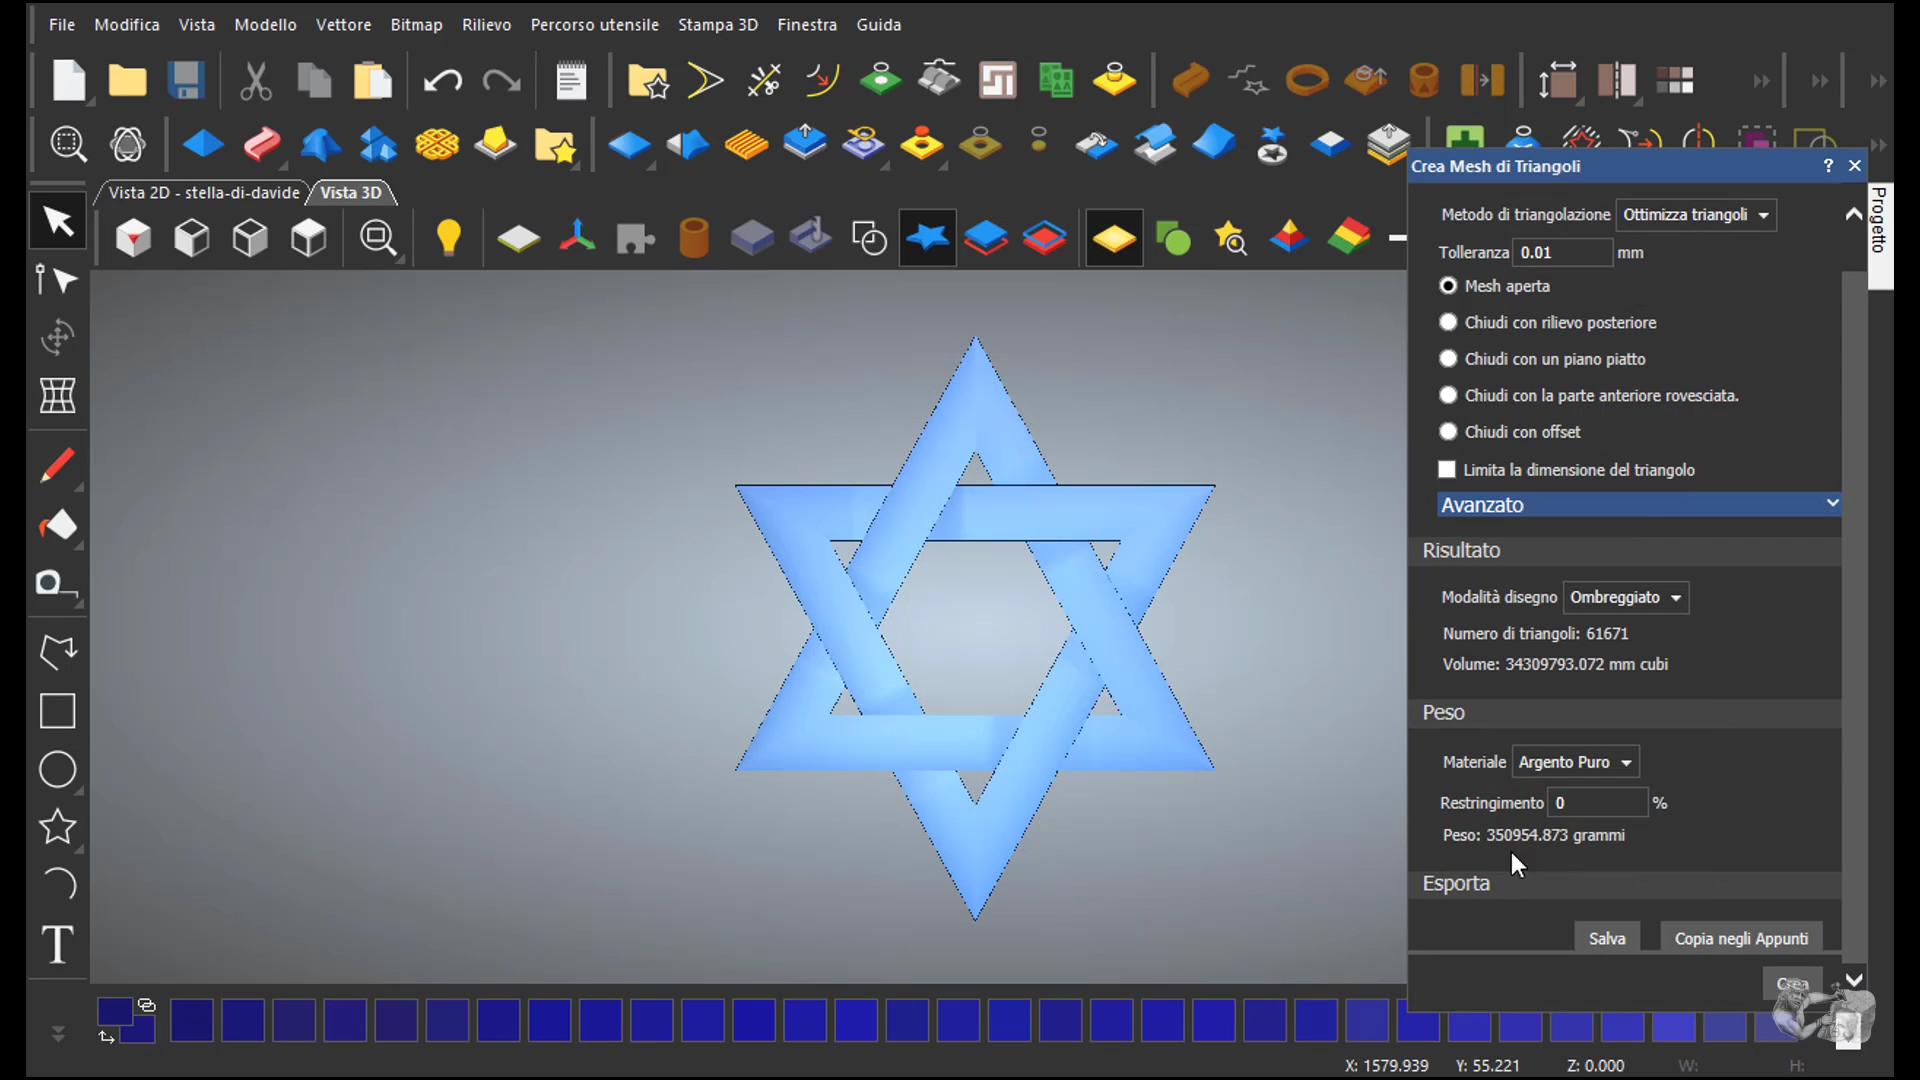 File Modifica Vista Modello Vettore Bitmap Rilievo Percorso utensile Stampa 3D Finestra Guida
Vista 2D - stella-di-davide Vista 3D
Crea Mesh di Triangoli ? ✕
Progetto
Metodo di triangolazione Ottimizza triangoli
Tolleranza 0.01 mm
Mesh aperta
Chiudi con rilievo posteriore
Chiudi con un piano piatto
Chiudi con la parte anteriore rovesciata.
Chiudi con offset
Limita la dimensione del triangolo
Avanzato
Risultato
Modalità disegno Ombreggiato
Numero di triangoli: 61671
Volume: 34309793.072 mm cubi
Peso
Materiale Argento Puro
Restringimento 0 %
Peso: 350954.873 grammi
Esporta
Salva Copia negli Appunti
Crea
T
X: 1579.939 Y: 55.221 Z: 0.000 W: H: